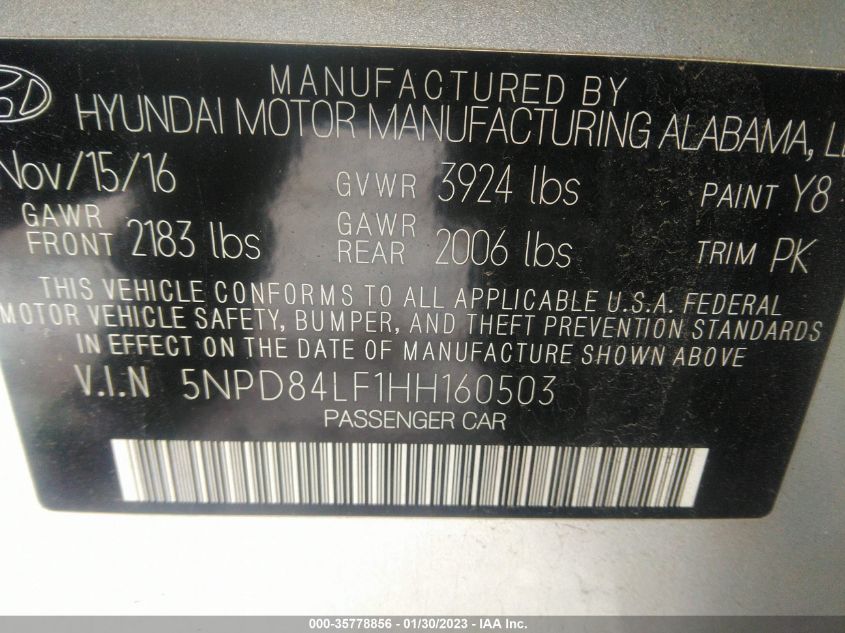 MANUFACTURED BY
HYUNDAI MOTOR MANUFACTURING ALABAMA,
Nov/15/16 GVWR 3924 lbs PAINT Y8
GAWR FRONT 2183 lbs GAWR REAR 2006 lbs TRIM PK
THIS VEHICLE CONFORMS TO ALL APPLICABLE U.S.A. FEDERAL
MOTOR VEHICLE SAFETY, BUMPER, AND THEFT PREVENTION STANDARDS
IN EFFECT ON THE DATE OF MANUFACTURE SHOWN ABOVE
V.I.N 5NPD84LF1HH160503
PASSENGER CAR
000-35778856 - 01/30/2023 - IAA Inc.